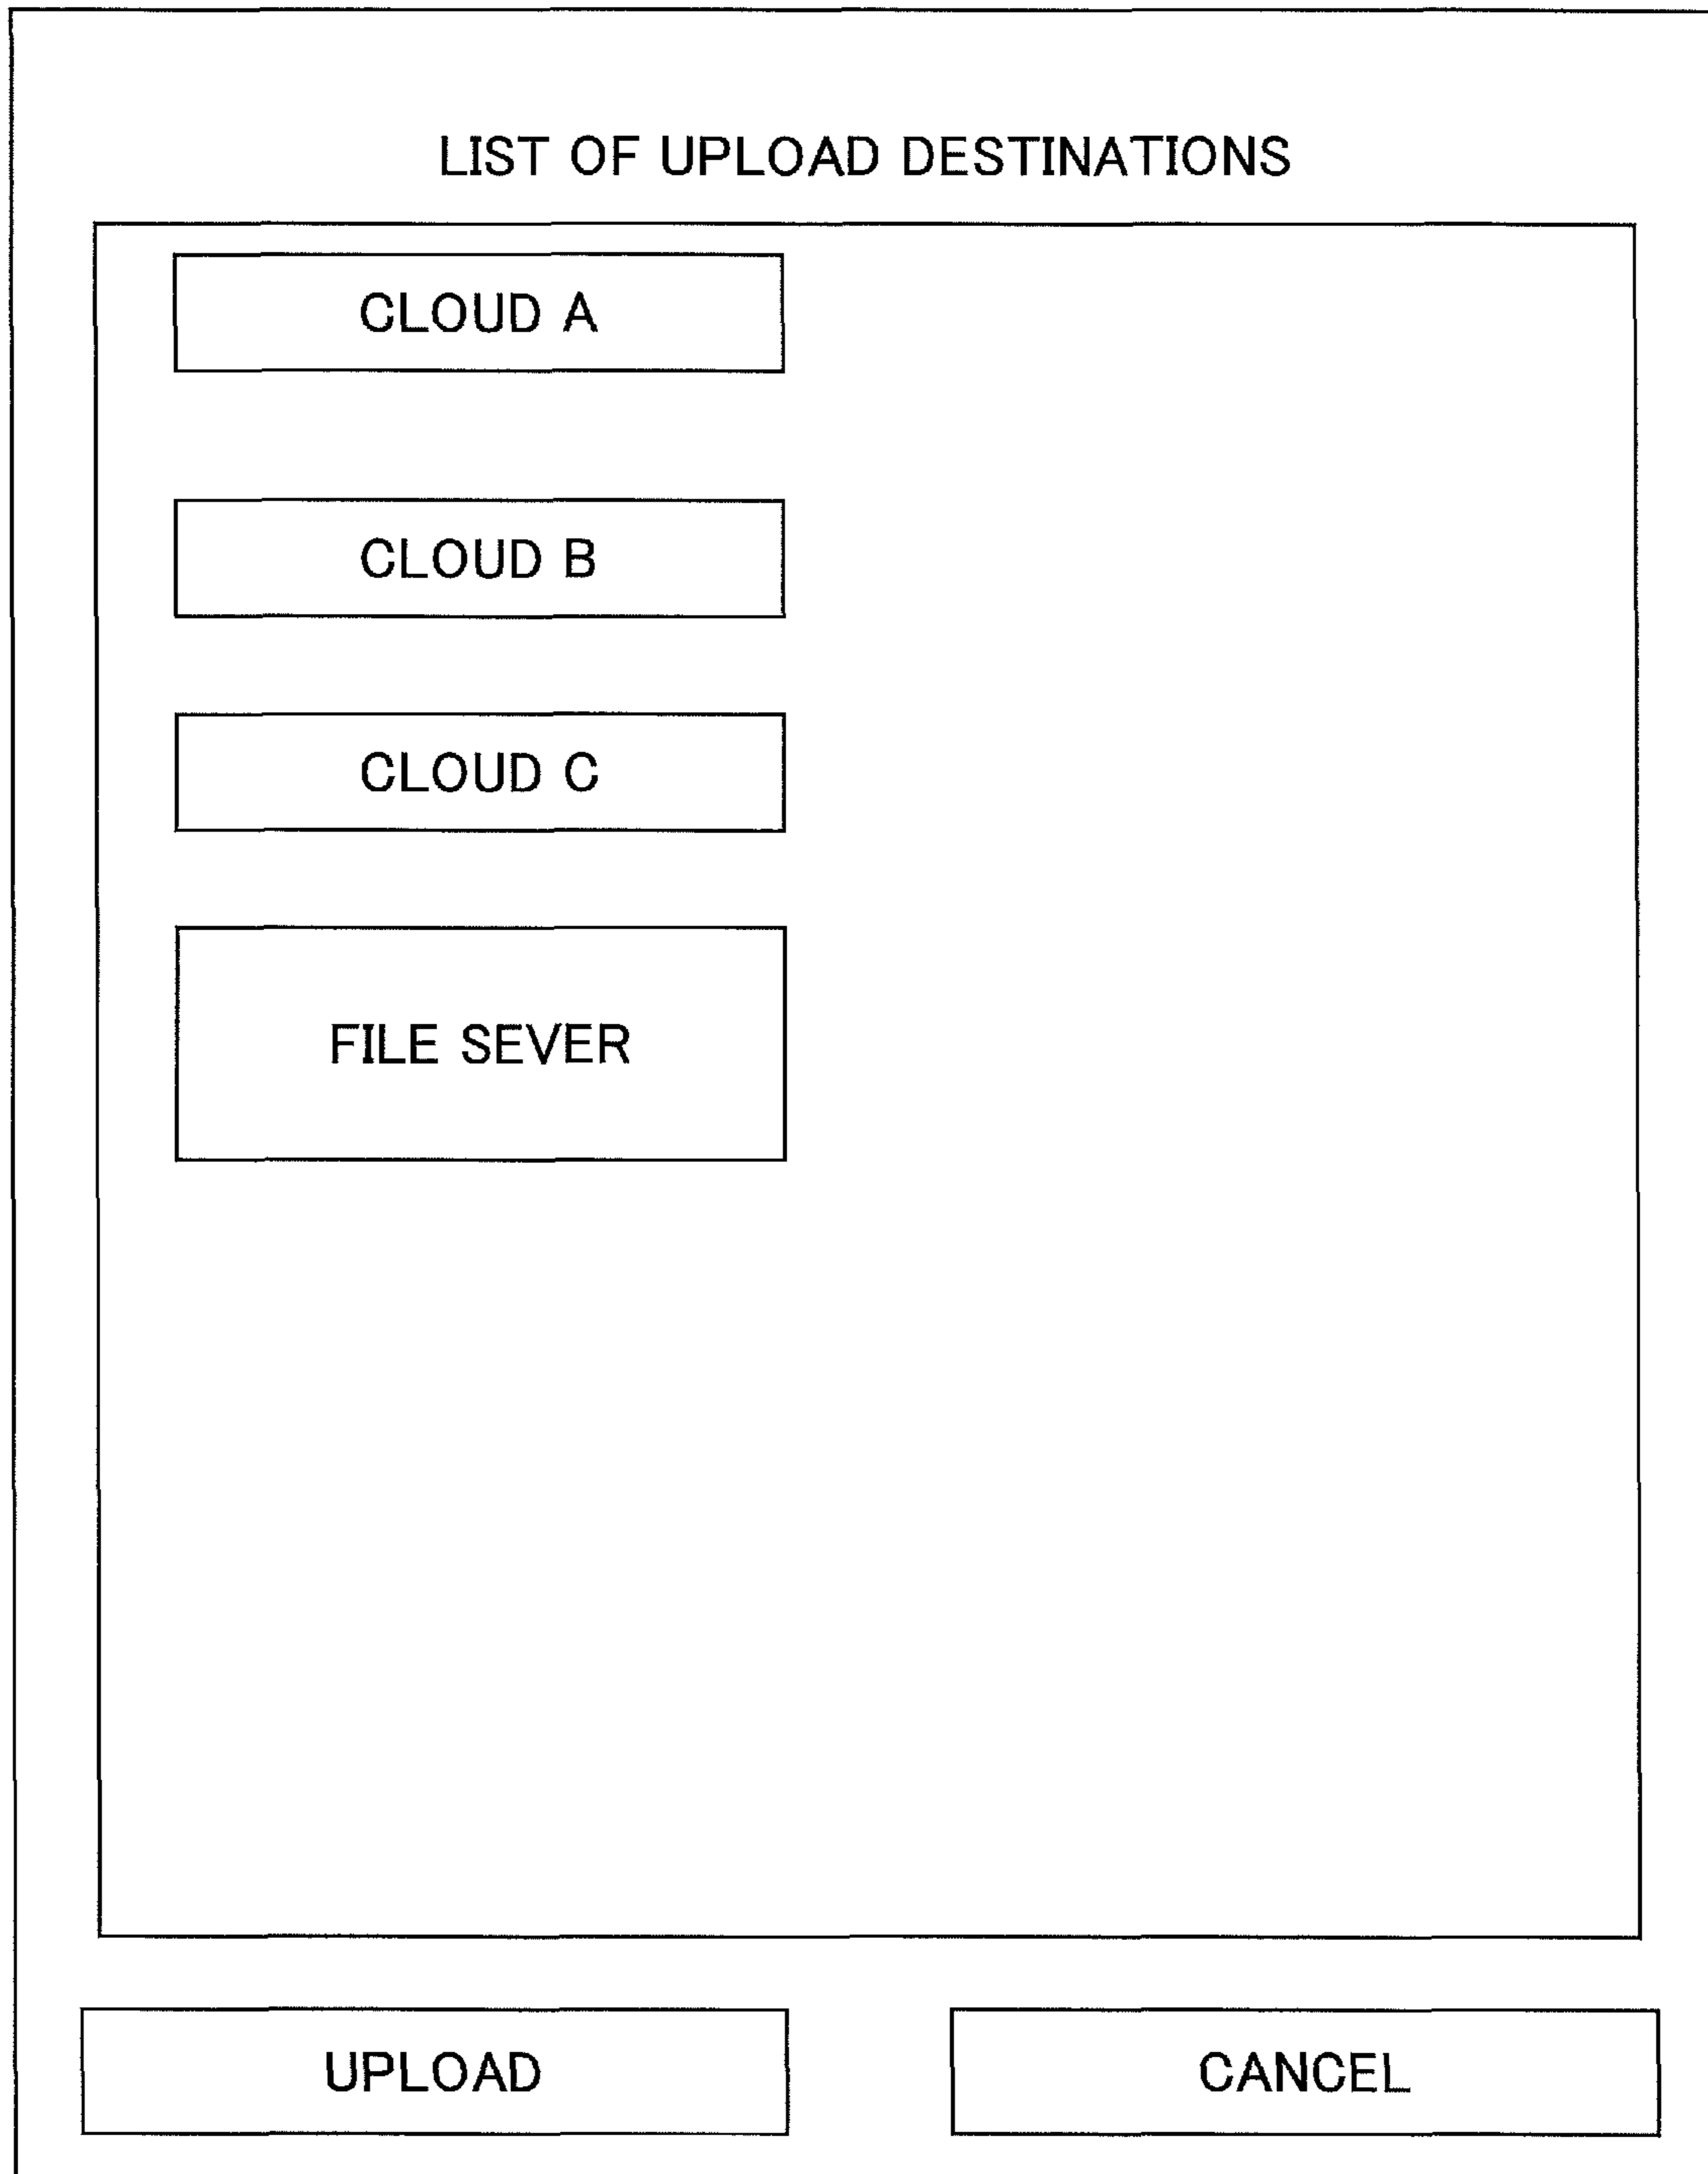 LIST OF UPLOAD DESTINATIONS
CLOUD A
CLOUD B
CLOUD C
FILE SEVER
UPLOAD
CANCEL